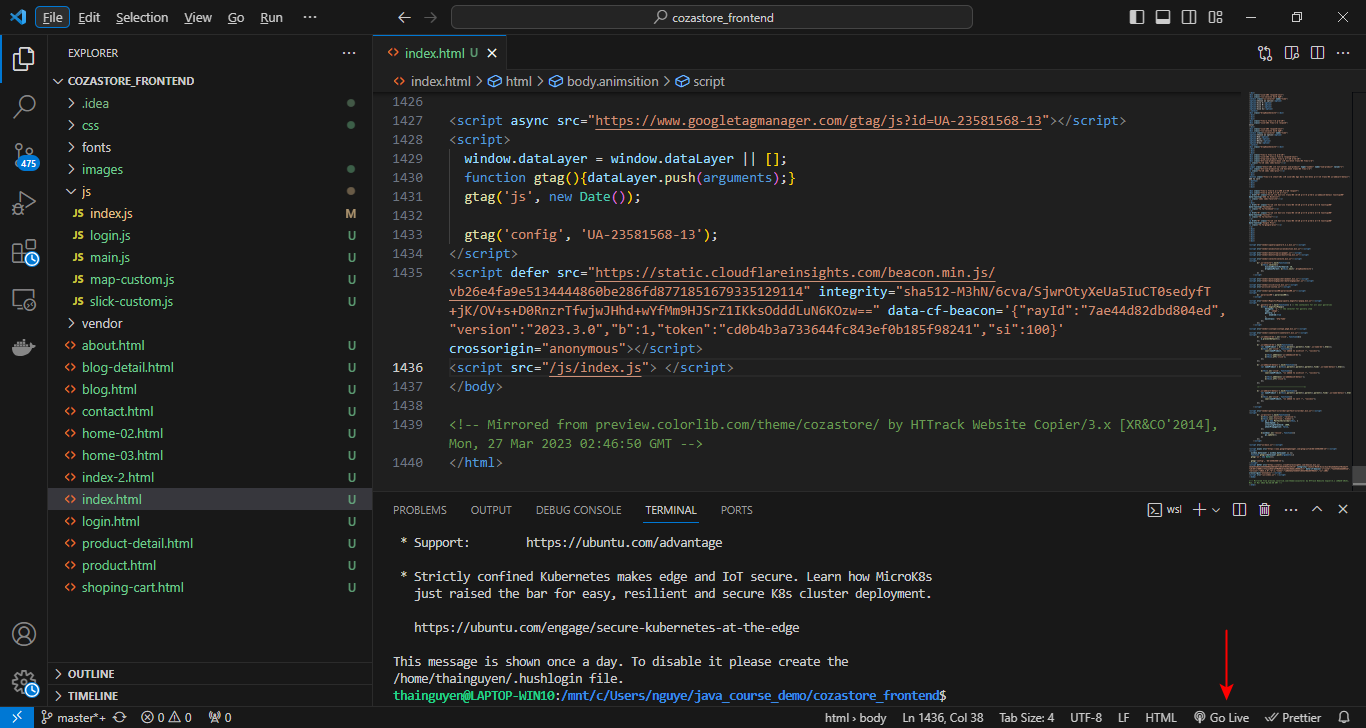 File Edit Selection View Go Run ···
cozastore_frontend
EXPLORER
COZASTORE_FRONTEND
.idea
css
fonts
images
js
JS index.js M
JS login.js U
JS main.js U
JS map-custom.js U
JS slick-custom.js U
vendor
about.html U
blog-detail.html U
blog.html U
contact.html U
home-02.html U
home-03.html U
index-2.html U
index.html U
login.html U
product-detail.html U
product.html U
shoping-cart.html U
OUTLINE
TIMELINE
475
index.html U
index.html > html > body.animsition > script
1426
1427 <script async src="https://www.googletagmanager.com/gtag/js?id=UA-23581568-13"></script>
1428 <script>
1429 window.dataLayer = window.dataLayer || [];
1430 function gtag(){dataLayer.push(arguments);}
1431 gtag('js', new Date());
1432
1433 gtag('config', 'UA-23581568-13');
1434 </script>
1435 <script defer src="https://static.cloudflareinsights.com/beacon.min.js/
vb26e4fa9e5134444860be286fd8771851679335129114" integrity="sha512-M3hN/6cva/SjwrOtyXeUa5IuCT0sedyfT
+jK/OV+s+D0RnzrTfwjwJHhd+wYfMm9HJSrZ1IKksOdddLuN6KOzw==" data-cf-beacon='{"rayId":"7ae44d82dbd804ed",
"version":"2023.3.0","b":1,"token":"cd0b4b3a733644fc843ef0b185f98241","si":100}'
crossorigin="anonymous"></script>
1436 <script src="/js/index.js"> </script>
1437 </body>
1438
1439 <!-- Mirrored from preview.colorlib.com/theme/cozastore/ by HTTrack Website Copier/3.x [XR&CO'2014],
Mon, 27 Mar 2023 02:46:50 GMT -->
1440 </html>
PROBLEMS OUTPUT DEBUG CONSOLE TERMINAL PORTS
wsl
* Support: https://ubuntu.com/advantage
* Strictly confined Kubernetes makes edge and IoT secure. Learn how MicroK8s
just raised the bar for easy, resilient and secure K8s cluster deployment.
https://ubuntu.com/engage/secure-kubernetes-at-the-edge
This message is shown once a day. To disable it please create the
/home/thainguyen/.hushlogin file.
thainguyen@LAPTOP-WIN10:/mnt/c/Users/nguye/java_course_demo/cozastore_frontend$
master*+ 0 0 0 html > body Ln 1436, Col 38 Tab Size: 4 UTF-8 LF HTML Go Live Prettier